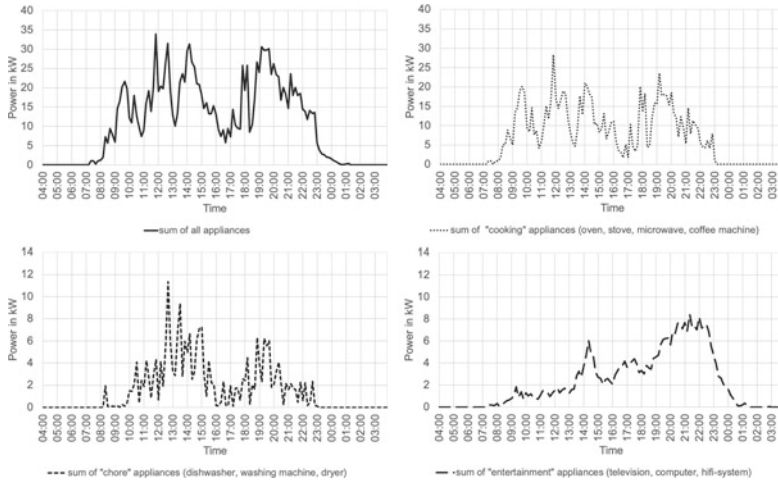 40
35
30
25
20
15
10
5
0
Power in kW
04:00 05:00 06:00 07:00 08:00 09:00 10:00 11:00 12:00 13:00 14:00 15:00 16:00 17:00 18:00 19:00 20:00 21:00 22:00 23:00 00:00 01:00 02:00 03:00
Time
sum of all appliances
40
35
30
25
20
15
10
5
0
Power in kW
04:00 05:00 06:00 07:00 08:00 09:00 10:00 11:00 12:00 13:00 14:00 15:00 16:00 17:00 18:00 19:00 20:00 21:00 22:00 23:00 00:00 01:00 02:00 03:00
Time
sum of "cooking" appliances (oven, stove, microwave, coffee machine)
14
12
10
8
6
4
2
0
Power in kW
04:00 05:00 06:00 07:00 08:00 09:00 10:00 11:00 12:00 13:00 14:00 15:00 16:00 17:00 18:00 19:00 20:00 21:00 22:00 23:00 00:00 01:00 02:00 03:00
Time
sum of "chore" appliances (dishwasher, washing machine, dryer)
14
12
10
8
6
4
2
0
Power in kW
04:00 05:00 06:00 07:00 08:00 09:00 10:00 11:00 12:00 13:00 14:00 15:00 16:00 17:00 18:00 19:00 20:00 21:00 22:00 23:00 00:00 01:00 02:00 03:00
Time
sum of "entertainment" appliances (television, computer, hifi-system)